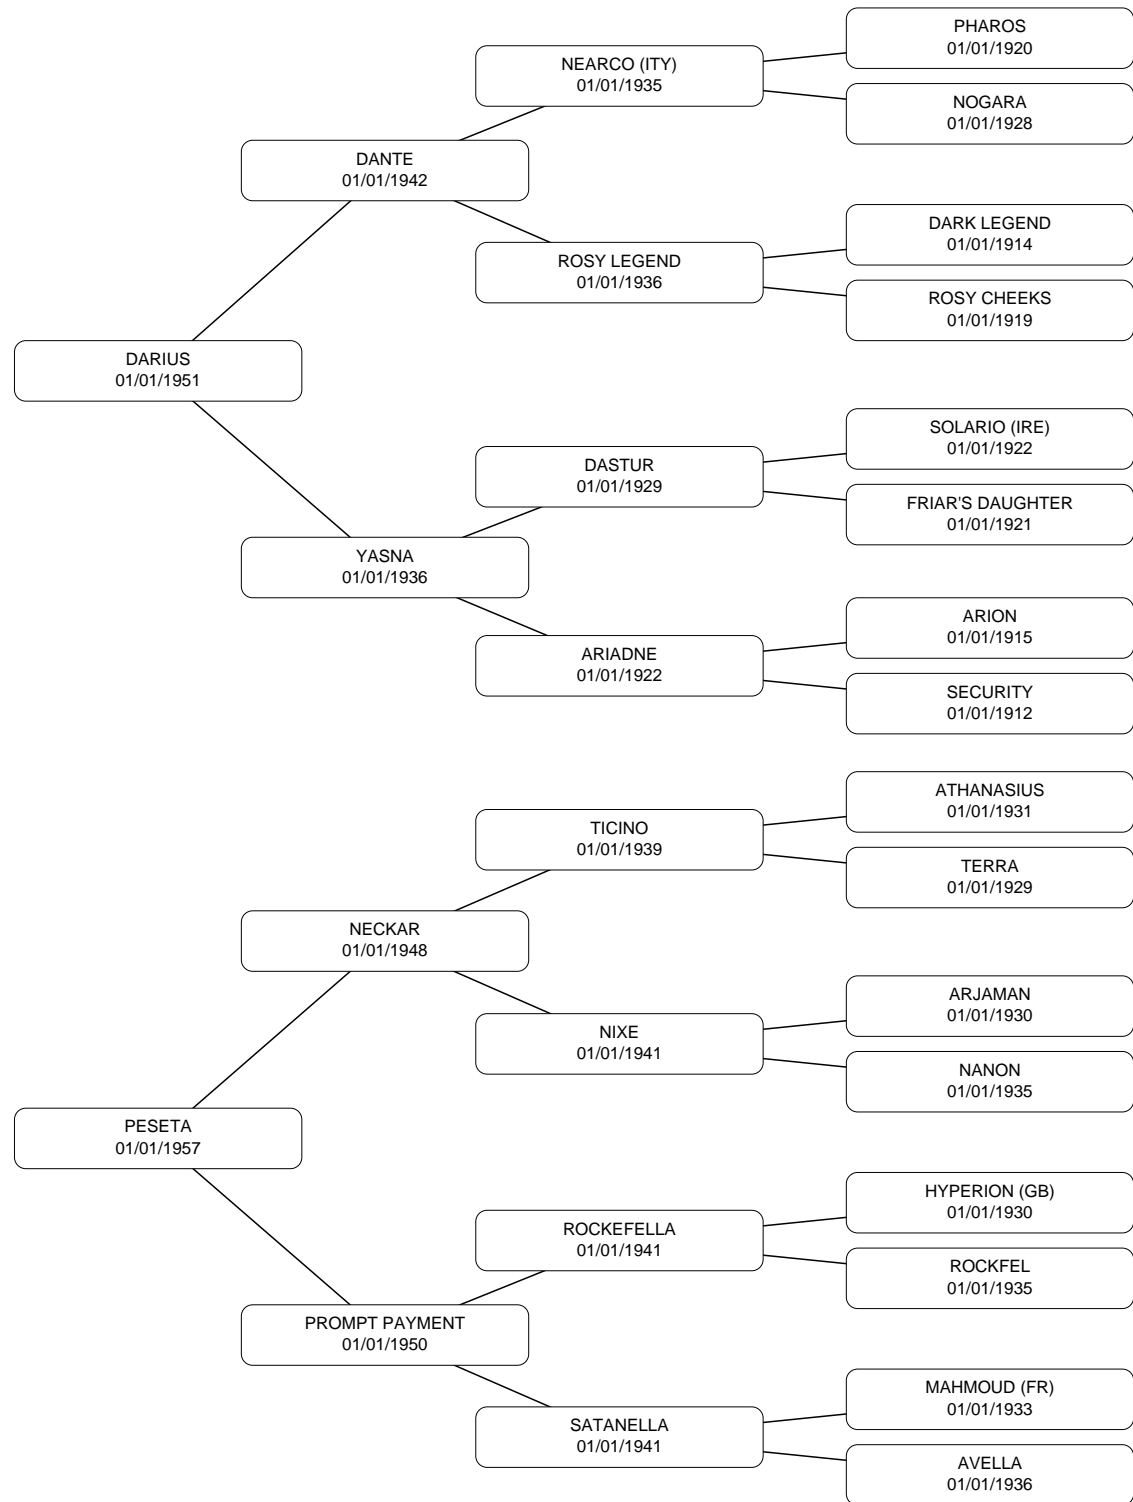 PHAROS
01/01/1920
NEARCO (ITY)
01/01/1935
NOGARA
01/01/1928
DANTE
01/01/1942
DARK LEGEND
01/01/1914
ROSY LEGEND
01/01/1936
ROSY CHEEKS
01/01/1919
DARIUS
01/01/1951
SOLARIO (IRE)
01/01/1922
DASTUR
01/01/1929
FRIAR'S DAUGHTER
01/01/1921
YASNA
01/01/1936
ARION
01/01/1915
ARIADNE
01/01/1922
SECURITY
01/01/1912
ATHANASIUS
01/01/1931
TICINO
01/01/1939
TERRA
01/01/1929
NECKAR
01/01/1948
ARJAMAN
01/01/1930
NIXE
01/01/1941
NANON
01/01/1935
PESETA
01/01/1957
HYPERION (GB)
01/01/1930
ROCKEFELLA
01/01/1941
ROCKFEL
01/01/1935
PROMPT PAYMENT
01/01/1950
MAHMOUD (FR)
01/01/1933
SATANELLA
01/01/1941
AVELLA
01/01/1936